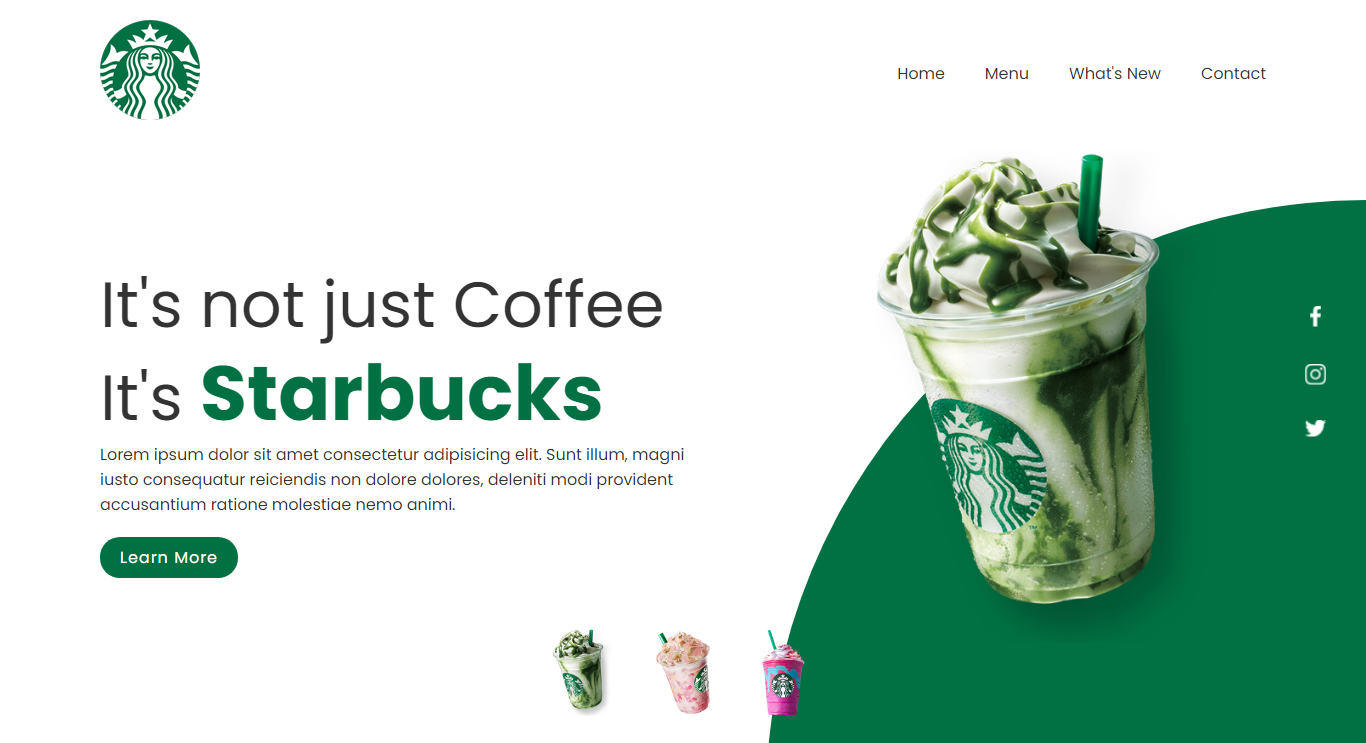 Home Menu What's New Contact
It's not just Coffee
It's Starbucks
Lorem ipsum dolor sit amet consectetur adipisicing elit. Sunt illum, magni
iusto consequatur reiciendis non dolore dolores, deleniti modi provident
accusantium ratione molestiae nemo animi.
Learn More